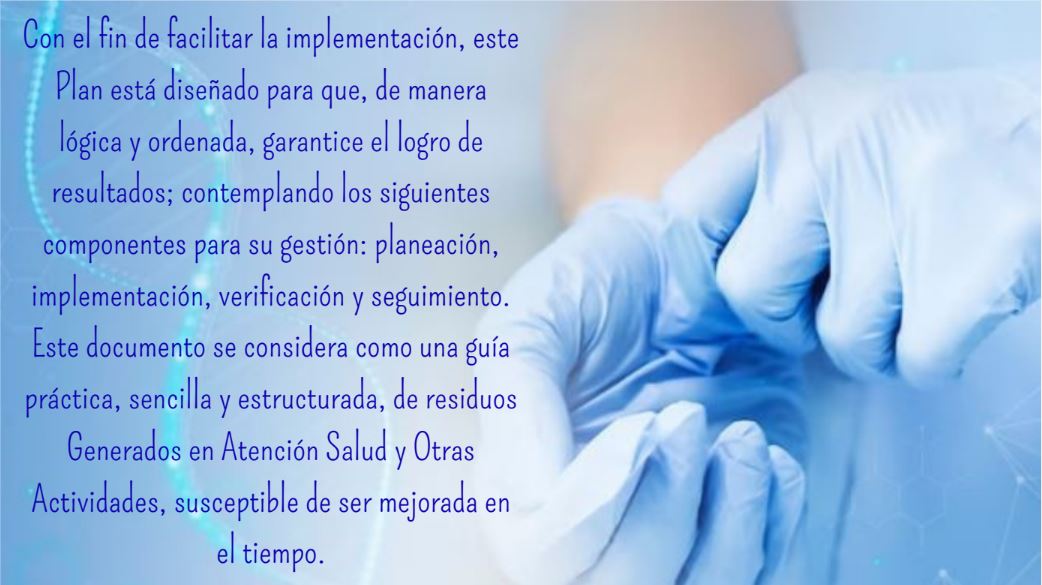 Con el fin de facilitar la implementación, este
Plan está diseñado para que, de manera
lógica y ordenada, garantice el logro de
resultados; contemplando los siguientes
componentes para su gestión: planeación,
implementación, verificación y seguimiento.
Este documento se considera como una guía
práctica, sencilla y estructurada, de residuos
Generados en Atención Salud y Otras
Actividades, susceptible de ser mejorada en
el tiempo.